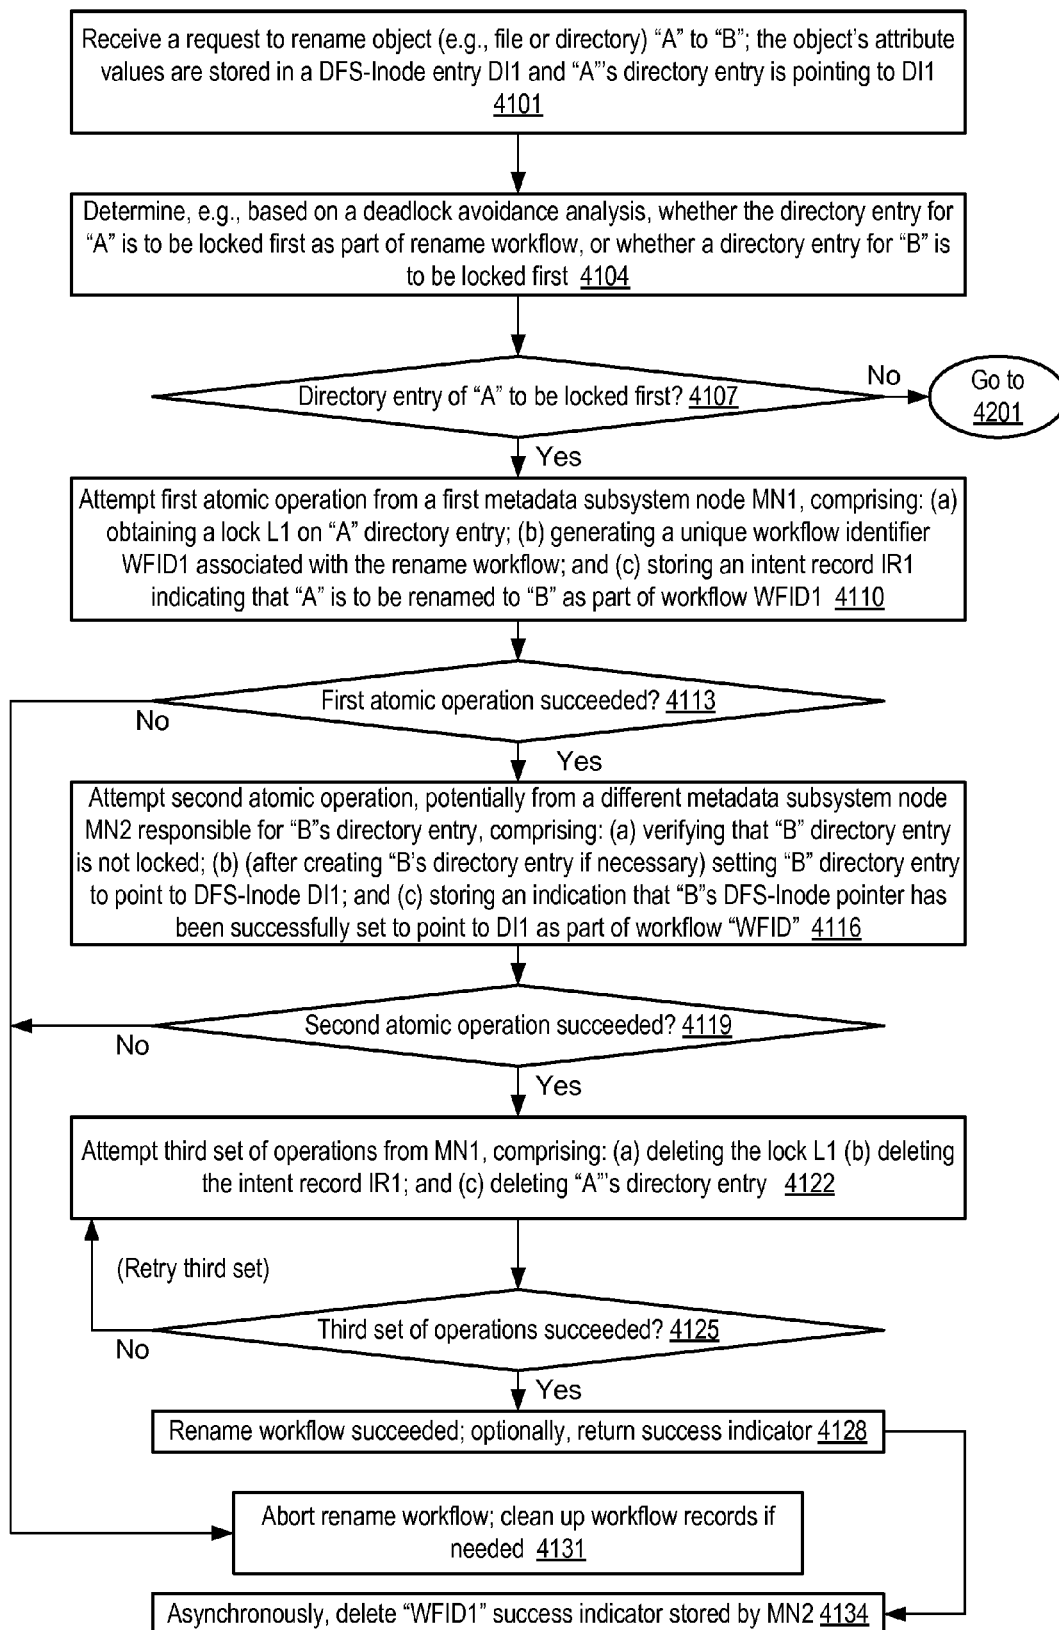 Receive a request to rename object (e.g., file or directory) “A” to “B”; the object’s attribute
values are stored in a DFS-Inode entry DI1 and “A”’s directory entry is pointing to DI1
4101
Determine, e.g., based on a deadlock avoidance analysis, whether the directory entry for
“A” is to be locked first as part of rename workflow, or whether a directory entry for “B” is
to be locked first 4104
Directory entry of “A” to be locked first? 4107
No
Go to
4201
Yes
Attempt first atomic operation from a first metadata subsystem node MN1, comprising: (a)
obtaining a lock L1 on “A” directory entry; (b) generating a unique workflow identifier
WFID1 associated with the rename workflow; and (c) storing an intent record IR1
indicating that “A” is to be renamed to “B” as part of workflow WFID1 4110
First atomic operation succeeded? 4113
No
Yes
Attempt second atomic operation, potentially from a different metadata subsystem node
MN2 responsible for “B”s directory entry, comprising: (a) verifying that “B” directory entry
is not locked; (b) (after creating “B’s directory entry if necessary) setting “B” directory entry
to point to DFS-Inode DI1; and (c) storing an indication that “B”s DFS-Inode pointer has
been successfully set to point to DI1 as part of workflow “WFID” 4116
Second atomic operation succeeded? 4119
No
Yes
Attempt third set of operations from MN1, comprising: (a) deleting the lock L1 (b) deleting
the intent record IR1; and (c) deleting “A”’s directory entry 4122
(Retry third set)
Third set of operations succeeded? 4125
No
Yes
Rename workflow succeeded; optionally, return success indicator 4128
Abort rename workflow; clean up workflow records if
needed 4131
Asynchronously, delete “WFID1” success indicator stored by MN2 4134